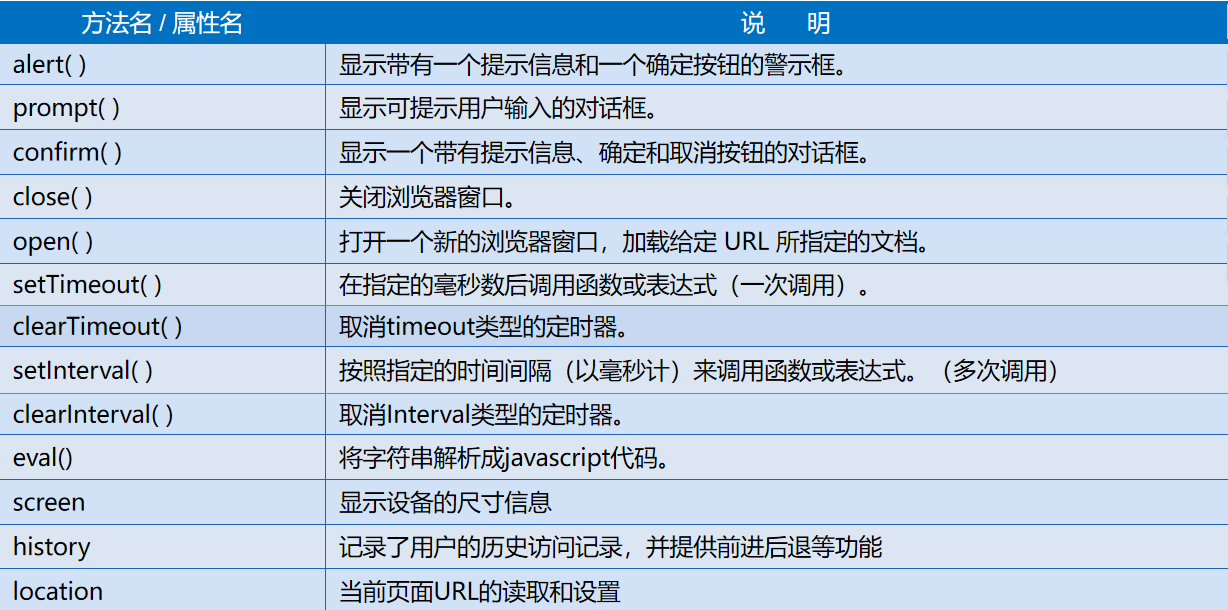 方法名 / 属性名 说 明
alert( ) 显示带有一个提示信息和一个确定按钮的警示框。
prompt( ) 显示可提示用户输入的对话框。
confirm( ) 显示一个带有提示信息、确定和取消按钮的对话框。
close( ) 关闭浏览器窗口。
open( ) 打开一个新的浏览器窗口，加载给定 URL 所指定的文档。
setTimeout( ) 在指定的毫秒数后调用函数或表达式（一次调用）。
clearTimeout( ) 取消timeout类型的定时器。
setInterval( ) 按照指定的时间间隔（以毫秒计）来调用函数或表达式。（多次调用）
clearInterval( ) 取消Interval类型的定时器。
eval() 将字符串解析成javascript代码。
screen 显示设备的尺寸信息
history 记录了用户的历史访问记录，并提供前进后退等功能
location 当前页面URL的读取和设置